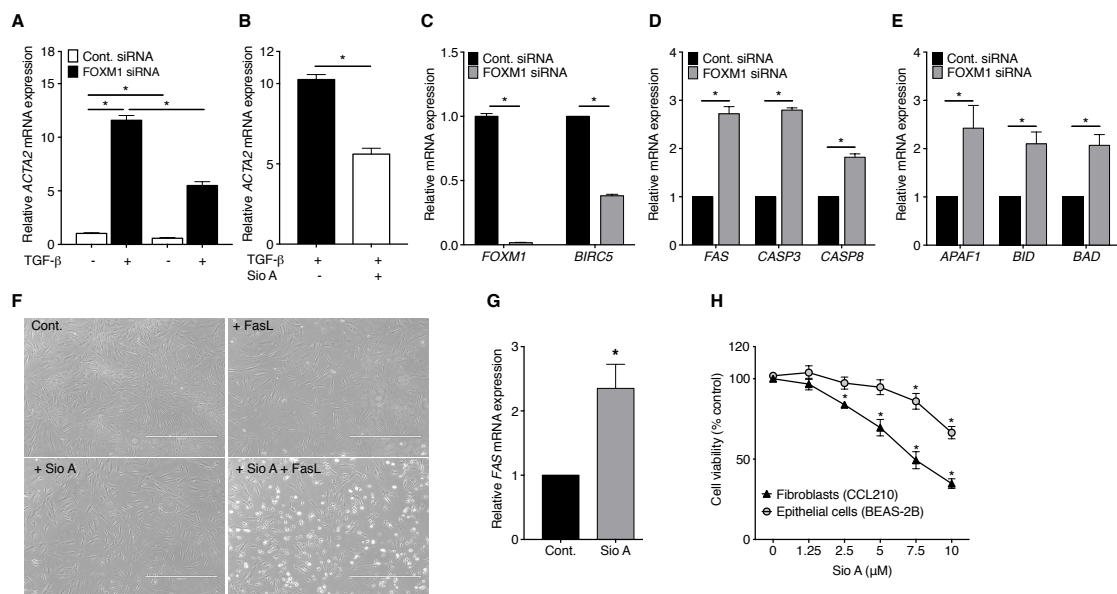 A
Relative ACTA2 mRNA expression
18
15
10
5
0
Cont. siRNA
FOXM1 siRNA
*
*
*
TGF-β - + - +
B
Relative ACTA2 mRNA expression
12
10
5
0
*
TGF-β + +
Sio A - +
C
Relative mRNA expression
1.5
1.0
0.5
0.0
Cont. siRNA
FOXM1 siRNA
* *
FOXM1 BIRC5
D
Relative mRNA expression
4
3
2
1
0
Cont. siRNA
FOXM1 siRNA
* * *
FAS CASP3 CASP8
E
Relative mRNA expression
4
3
2
1
0
Cont. siRNA
FOXM1 siRNA
* * *
APAF1 BID BAD
F
Cont.
+ FasL
+ Sio A
+ Sio A + FasL
G
Relative FAS mRNA expression
3
2
1
0
*
Cont. Sio A
H
Cell viability (% control)
120
100
50
0
* * * * * *
Fibroblasts (CCL210)
Epithelial cells (BEAS-2B)
0 1.25 2.5 5 7.5 10
Sio A (μM)